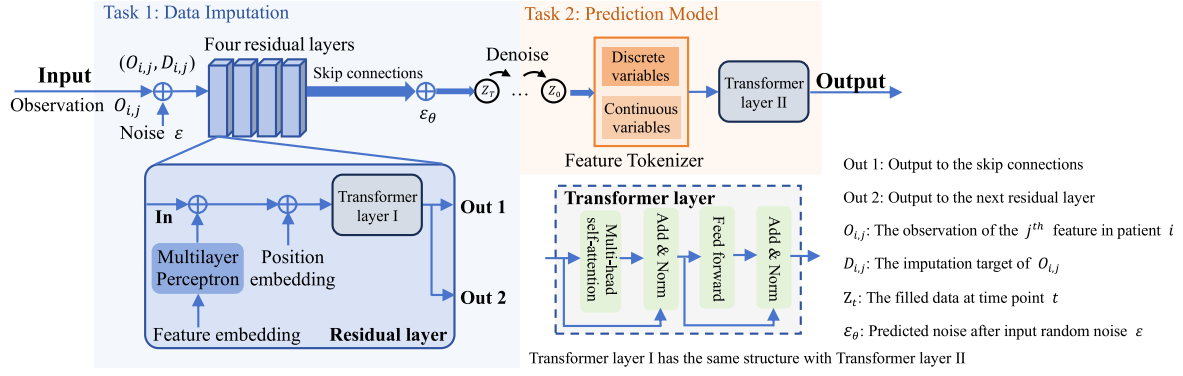 Task 1: Data Imputation
Task 2: Prediction Model
Input
Observation O_{i,j}
(O_{i,j}, D_{i,j})
Noise ε
Four residual layers
Skip connections
ε_θ
Denoise
Z_T
...
Z_0
Discrete
variables
Continuous
variables
Feature Tokenizer
Transformer
layer II
Output
In
Multilayer
Perceptron
Feature embedding
Position
embedding
Transformer
layer I
Out 1
Out 2
Residual layer
Transformer layer
Multi-head
self-attention
Add & Norm
Feed forward
Add & Norm
Transformer layer I has the same structure with Transformer layer II
Out 1: Output to the skip connections
Out 2: Output to the next residual layer
O_{i,j}: The observation of the j^{th} feature in patient i
D_{i,j}: The imputation target of O_{i,j}
Z_t: The filled data at time point t
ε_θ: Predicted noise after input random noise ε